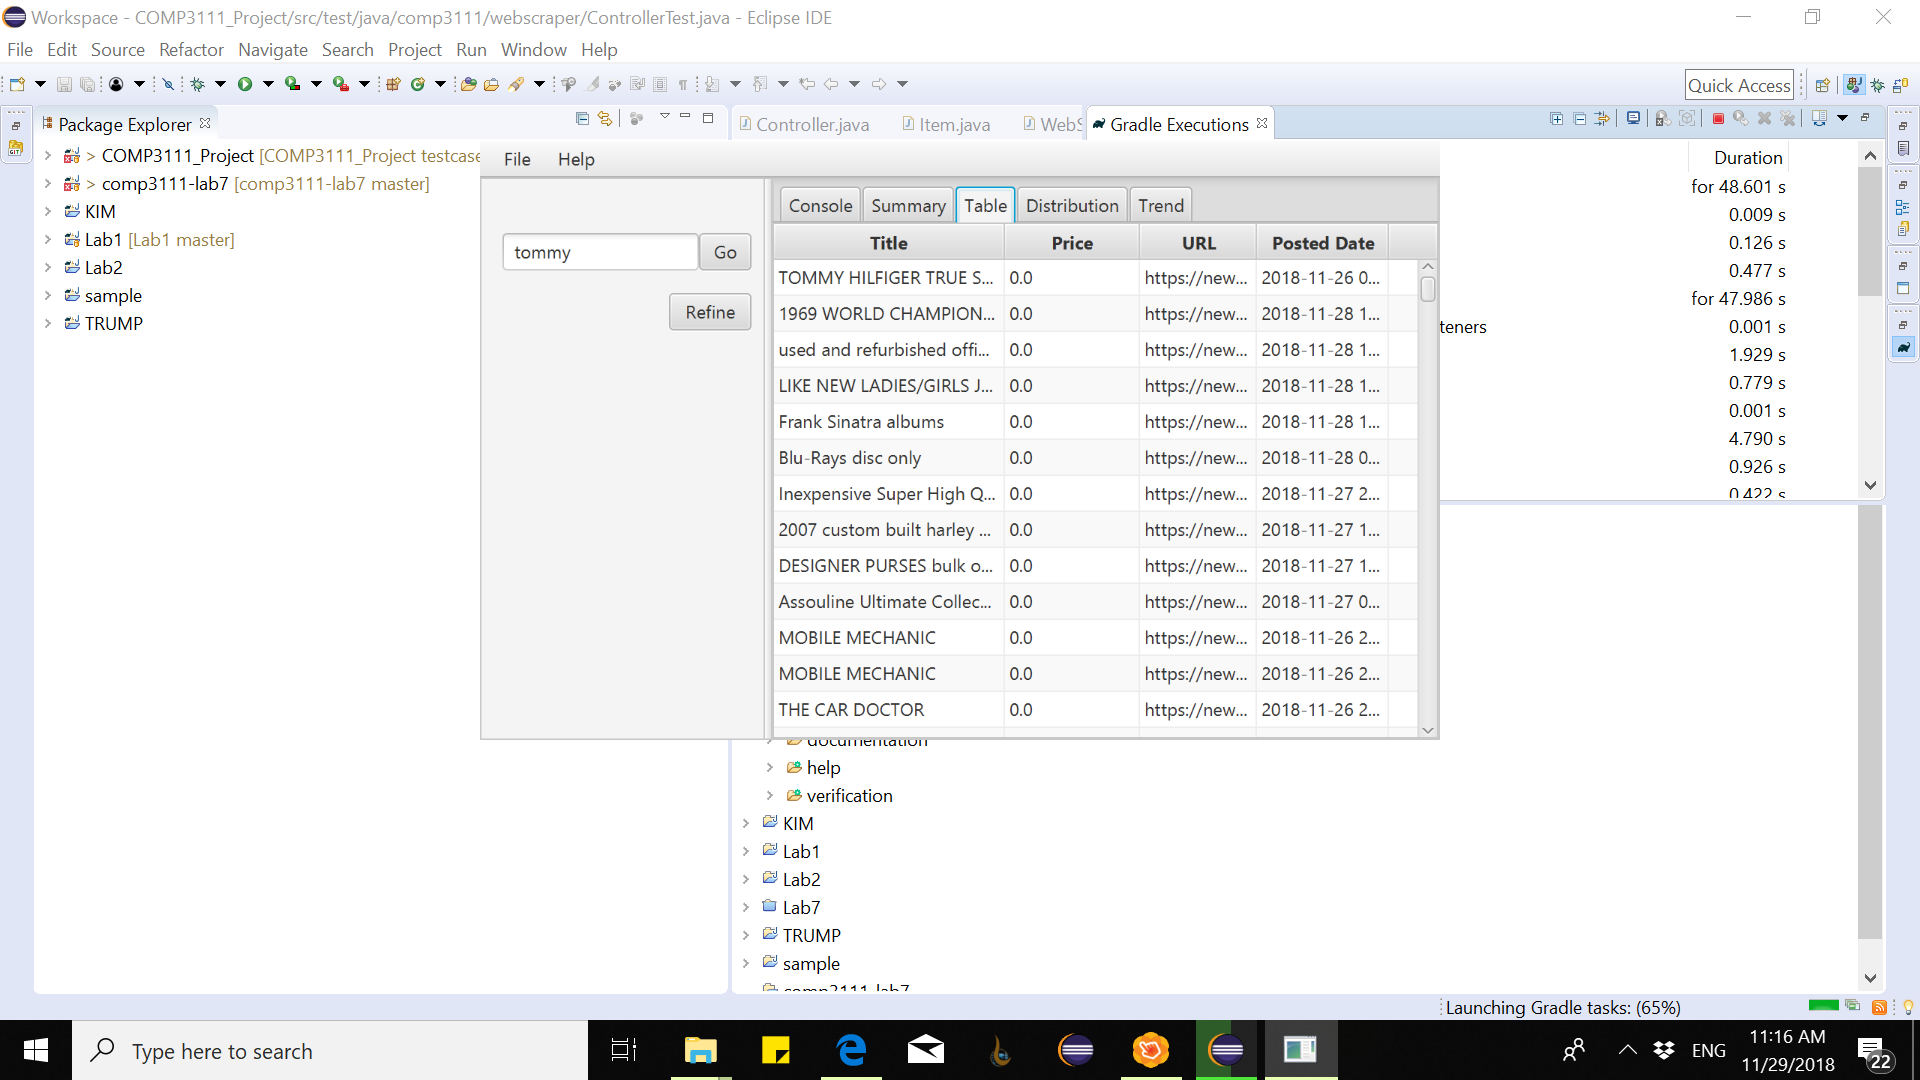 Workspace - COMP3111_Project/src/test/java/comp3111/webscraper/ControllerTest.java - Eclipse IDE
File Edit Source Refactor Navigate Search Project Run Window Help
Quick Access
Package Explorer
Controller.java Item.java WebS Gradle Executions
> COMP3111_Project [COMP3111_Project testcase
> comp3111-lab7 [comp3111-lab7 master]
KIM
Lab1 [Lab1 master]
Lab2
sample
TRUMP
File Help
tommy Go
Refine
Console Summary Table Distribution Trend
Title Price URL Posted Date
TOMMY HILFIGER TRUE S... 0.0 https://new... 2018-11-26 0...
1969 WORLD CHAMPION... 0.0 https://new... 2018-11-28 1...
used and refurbished offi... 0.0 https://new... 2018-11-28 1...
LIKE NEW LADIES/GIRLS J... 0.0 https://new... 2018-11-28 1...
Frank Sinatra albums 0.0 https://new... 2018-11-28 1...
Blu-Rays disc only 0.0 https://new... 2018-11-28 0...
Inexpensive Super High Q... 0.0 https://new... 2018-11-27 2...
2007 custom built harley ... 0.0 https://new... 2018-11-27 1...
DESIGNER PURSES bulk o... 0.0 https://new... 2018-11-27 1...
Assouline Ultimate Collec... 0.0 https://new... 2018-11-27 0...
MOBILE MECHANIC 0.0 https://new... 2018-11-26 2...
MOBILE MECHANIC 0.0 https://new... 2018-11-26 2...
THE CAR DOCTOR 0.0 https://new... 2018-11-26 2...
Duration
for 48.601 s
0.009 s
0.126 s
0.477 s
for 47.986 s
teners 0.001 s
1.929 s
0.779 s
0.001 s
4.790 s
0.926 s
0.422 s
documentation
help
verification
KIM
Lab1
Lab2
Lab7
TRUMP
sample
comp3111-lab7
Launching Gradle tasks: (65%)
Type here to search
ENG
11:16 AM
11/29/2018
22